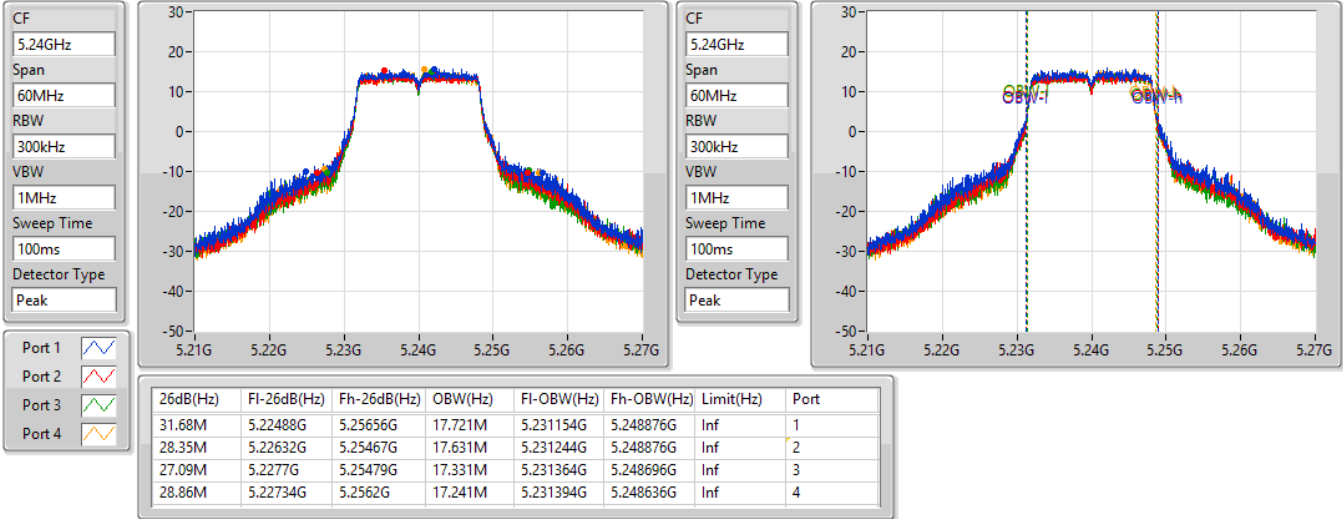 CF
5.24GHz
Span
60MHz
RBW
300kHz
VBW
1MHz
Sweep Time
100ms
Detector Type
Peak
30
20
10
0
-10
-20
-30
-40
-50
5.21G 5.22G 5.23G 5.24G 5.25G 5.26G 5.27G
CF
5.24GHz
Span
60MHz
RBW
300kHz
VBW
1MHz
Sweep Time
100ms
Detector Type
Peak
30
20
10
0
-10
-20
-30
-40
-50
OBW-l OBW-h
5.21G 5.22G 5.23G 5.24G 5.25G 5.26G 5.27G
Port 1
Port 2
Port 3
Port 4
26dB(Hz) Fl-26dB(Hz) Fh-26dB(Hz) OBW(Hz) Fl-OBW(Hz) Fh-OBW(Hz) Limit(Hz) Port
31.68M 5.22488G 5.25656G 17.721M 5.231154G 5.248876G Inf 1
28.35M 5.22632G 5.25467G 17.631M 5.231244G 5.248876G Inf 2
27.09M 5.2277G 5.25479G 17.331M 5.231364G 5.248696G Inf 3
28.86M 5.22734G 5.2562G 17.241M 5.231394G 5.248636G Inf 4